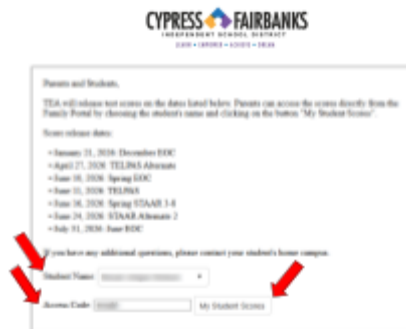 CYPRESS FAIRBANKS
INDEPENDENT SCHOOL DISTRICT
LEARN • EMPOWER • ACHIEVE • DREAM
Parents and Students,
TEA will release test scores on the dates listed below. Parents can access the scores directly from the
Family Portal by choosing the student's name and clicking on the button "My Student Scores".
Score release dates:
• January 21, 2026: December EOC
• April 27, 2026: TELPAS Alternate
• June 10, 2026: Spring EOC
• June 11, 2026: TELPAS
• June 16, 2026: Spring STAAR 3-8
• June 24, 2026: STAAR Alternate 2
• July 31, 2026: June EOC
If you have any additional questions, please contact your student's home campus.
Student Name:
Access Code:
My Student Scores